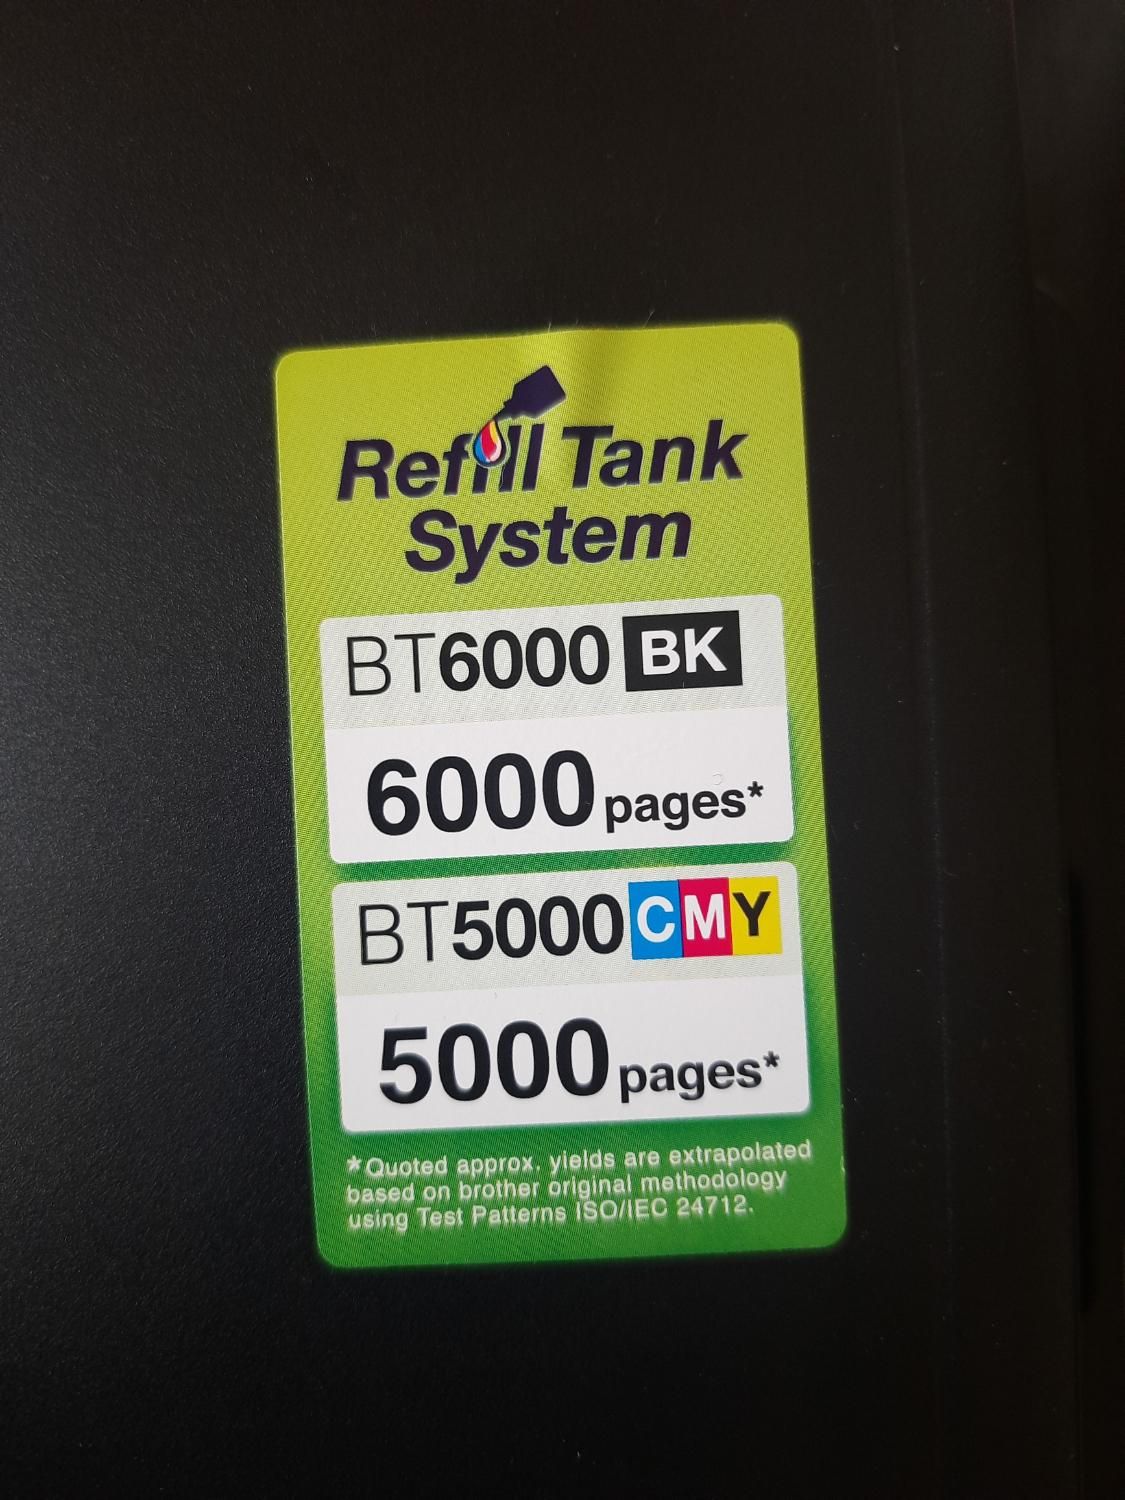 Refill Tank
System
BT6000 BK
6000 pages*
BT5000 CMY
5000 pages*
*Quoted approx. yields are extrapolated
based on brother original methodology
using Test Patterns ISO/IEC 24712.